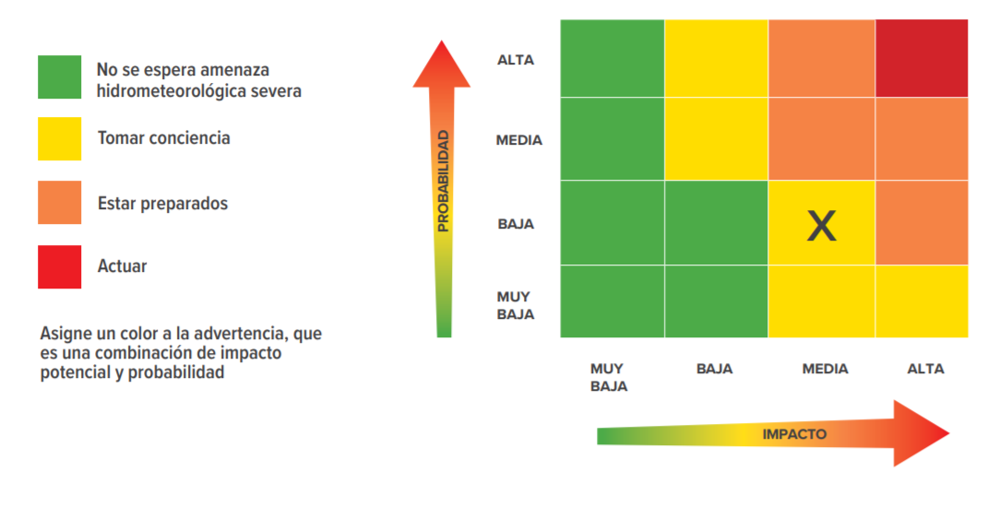 No se espera amenaza
hidrometeorológica severa
Tomar conciencia
Estar preparados
Actuar
Asigne un color a la advertencia, que
es una combinación de impacto
potencial y probabilidad
PROBABILIDAD
ALTA
MEDIA
BAJA
MUY
BAJA
X
MUY
BAJA
BAJA
MEDIA
ALTA
IMPACTO